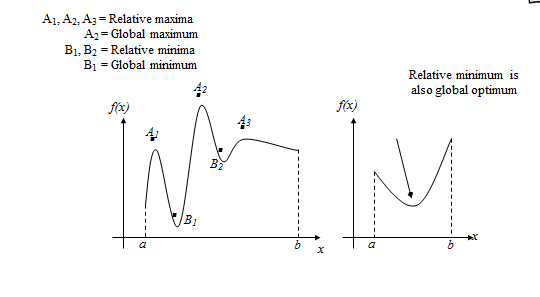 A1, A2, A3 = Relative maxima
A2 = Global maximum
B1, B2 = Relative minima
B1 = Global minimum
Relative minimum is
also global optimum
f(x)
A1
A2
A3
B2
B1
a
b
x
f(x)
a
b
x